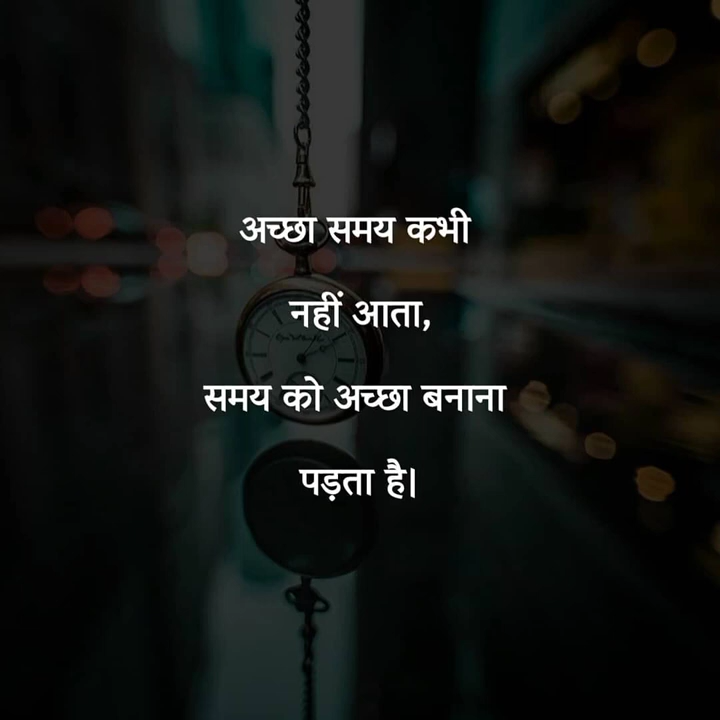 अच्छा समय कभी
नहीं आता,
समय को अच्छा बनाना
पड़ता है।